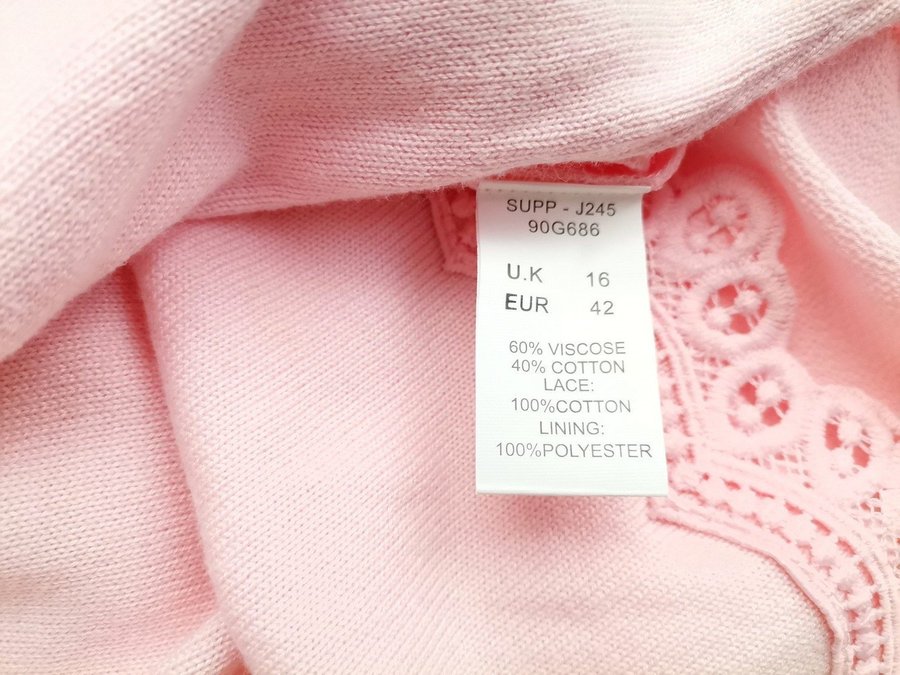 SUPP - J245
90G686
U.K 16
EUR 42
60% VISCOSE
40% COTTON
LACE:
100%COTTON
LINING:
100%POLYESTER